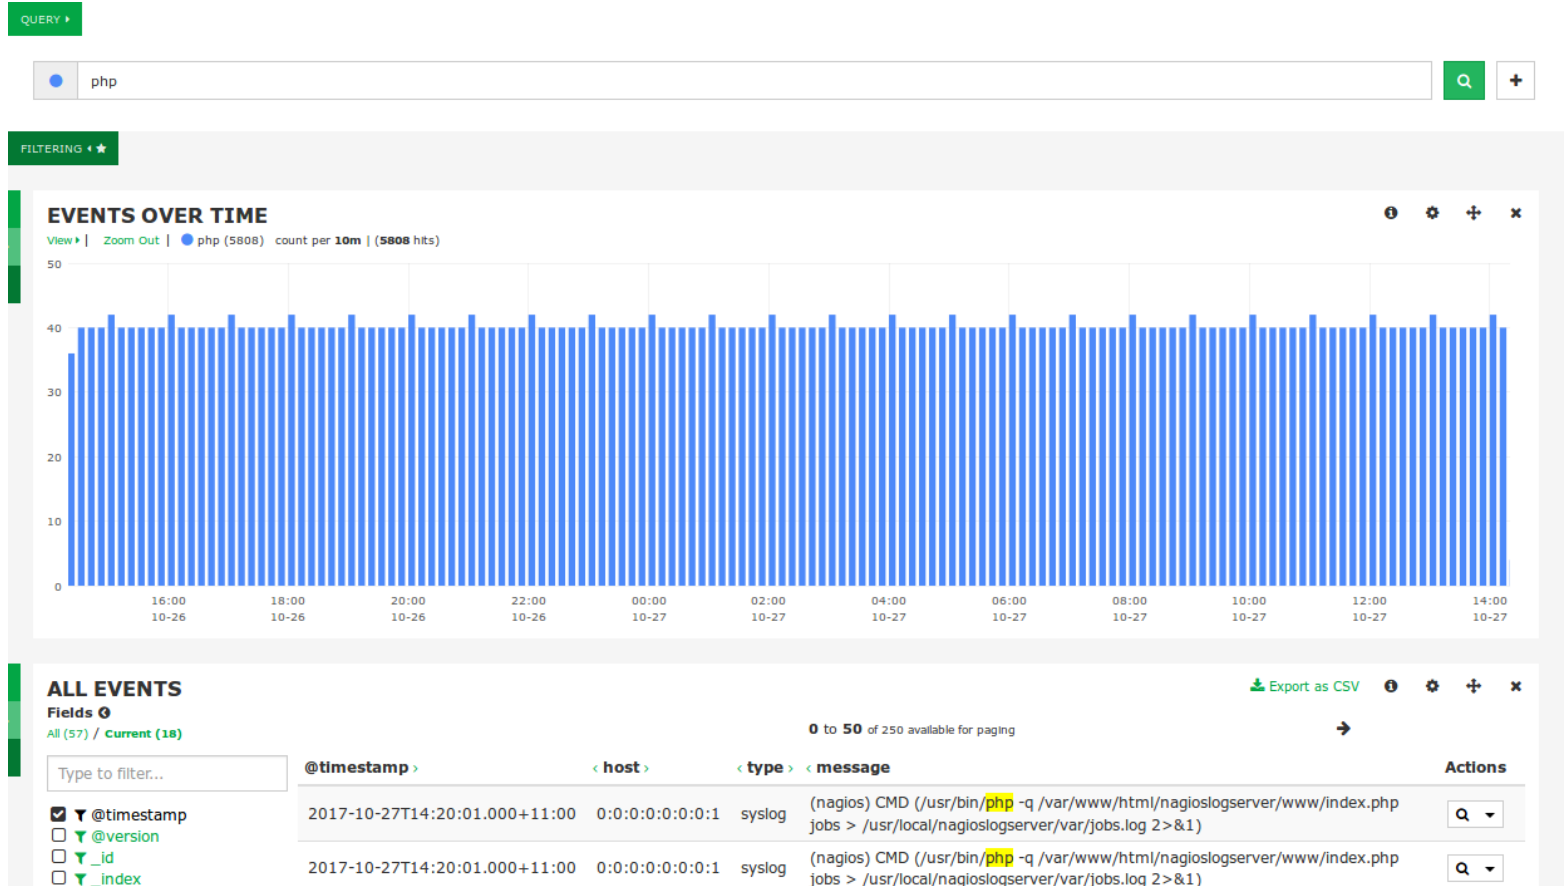 QUERY
php
FILTERING
EVENTS OVER TIME
View | Zoom Out | php (5808) count per 10m | (5808 hits)
50
40
30
20
10
0
16:00 18:00 20:00 22:00 00:00 02:00 04:00 06:00 08:00 10:00 12:00 14:00
10-26 10-26 10-26 10-26 10-27 10-27 10-27 10-27 10-27 10-27 10-27 10-27
ALL EVENTS
Export as CSV
Fields
All (57) / Current (18)
0 to 50 of 250 available for paging
Type to filter...
@timestamp host type message Actions
@timestamp
@version
_id
_index
2017-10-27T14:20:01.000+11:00 0:0:0:0:0:0:0:1 syslog (nagios) CMD (/usr/bin/php -q /var/www/html/nagioslogserver/www/index.php
jobs > /usr/local/nagioslogserver/var/jobs.log 2>&1)
2017-10-27T14:20:01.000+11:00 0:0:0:0:0:0:0:1 syslog (nagios) CMD (/usr/bin/php -q /var/www/html/nagioslogserver/www/index.php
jobs > /usr/local/nagioslogserver/var/jobs.log 2>&1)